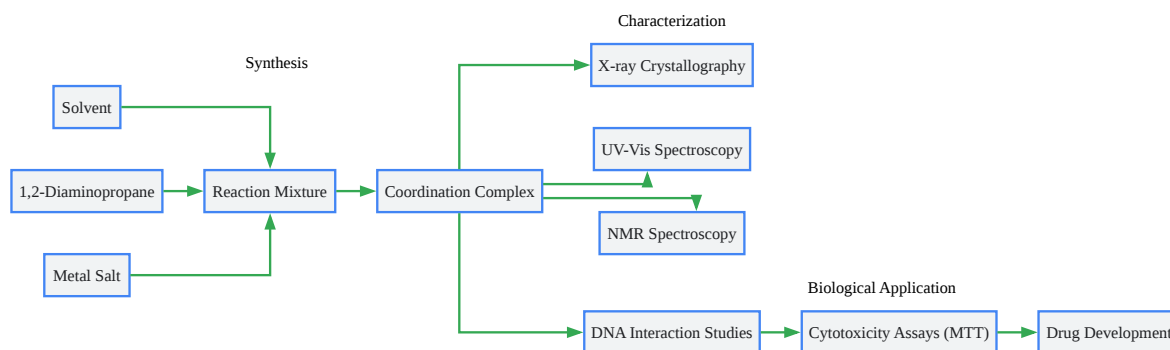 Characterization
Synthesis
X-ray Crystallography
Solvent
UV-Vis Spectroscopy
1,2-Diaminopropane
Reaction Mixture
Coordination Complex
NMR Spectroscopy
Metal Salt
Biological Application
DNA Interaction Studies
Cytotoxicity Assays (MTT)
Drug Development